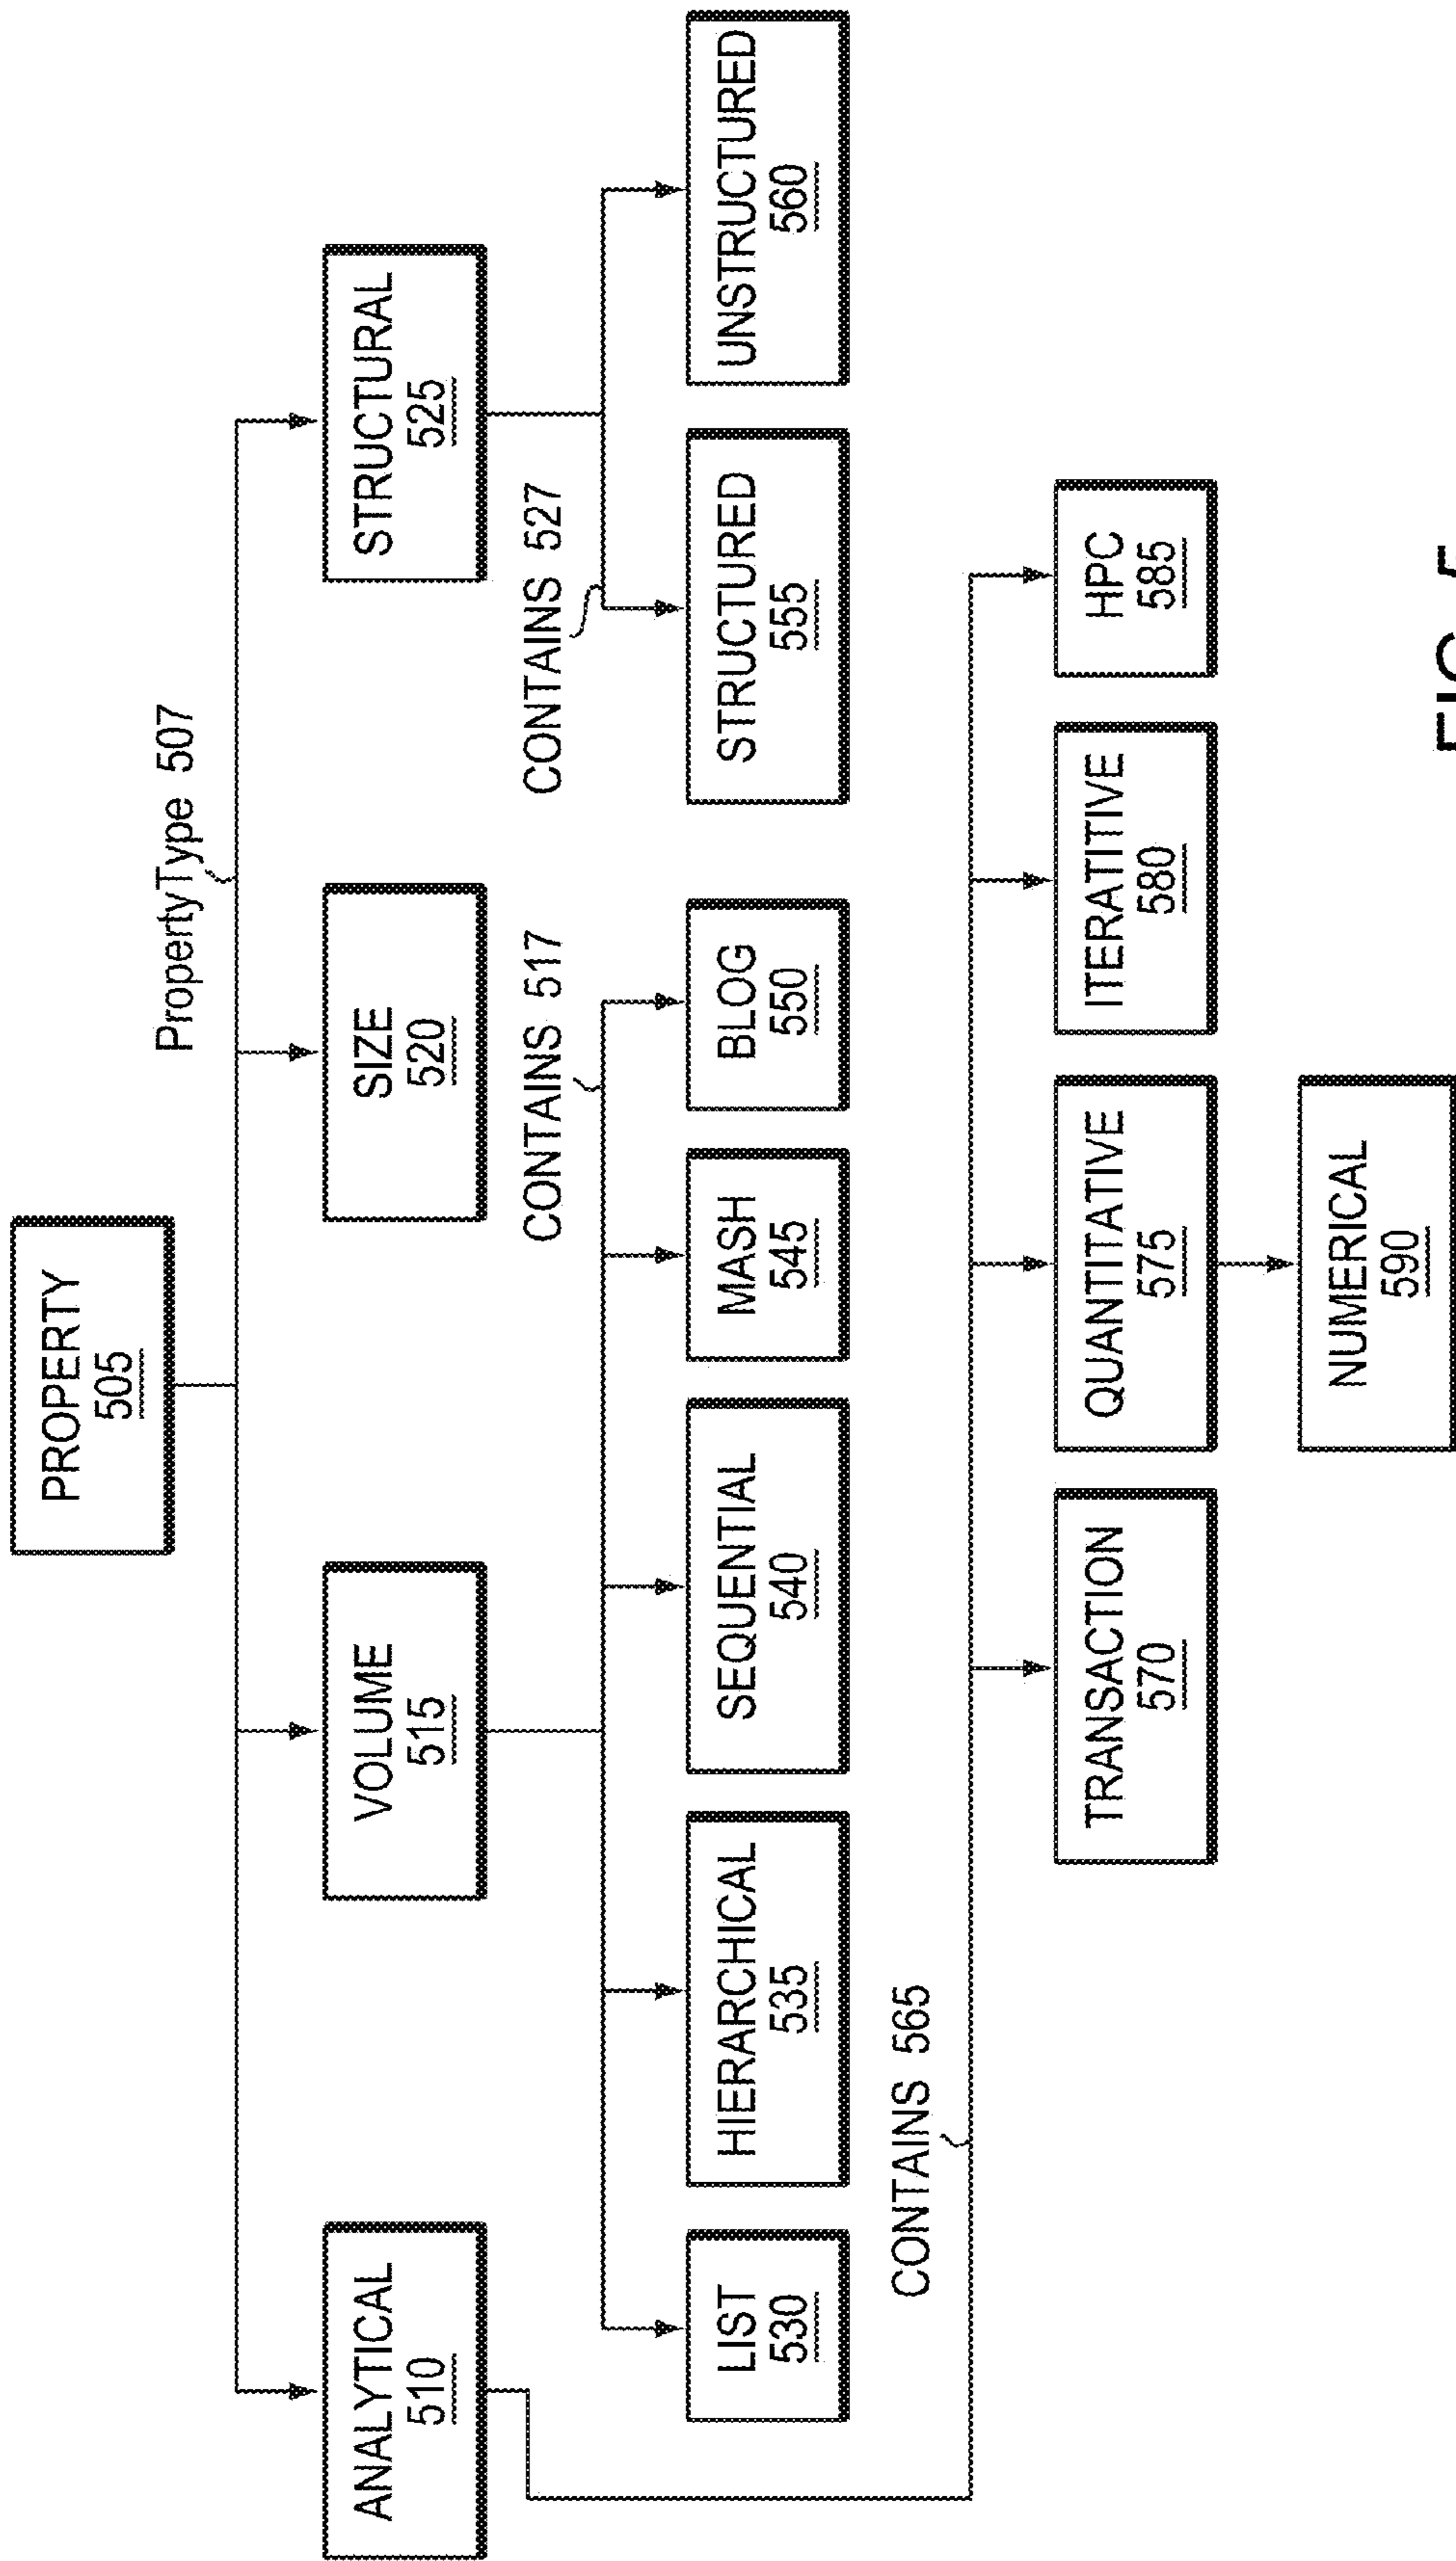 PROPERTY
505
PropertyType 507
ANALYTICAL
510
VOLUME
515
SIZE
520
STRUCTURAL
525
CONTAINS 517
CONTAINS 527
LIST
530
HIERARCHICAL
535
SEQUENTIAL
540
MASH
545
BLOG
550
STRUCTURED
555
UNSTRUCTURED
560
CONTAINS 565
TRANSACTION
570
QUANTITATIVE
575
ITERATITIVE
580
HPC
585
NUMERICAL
590